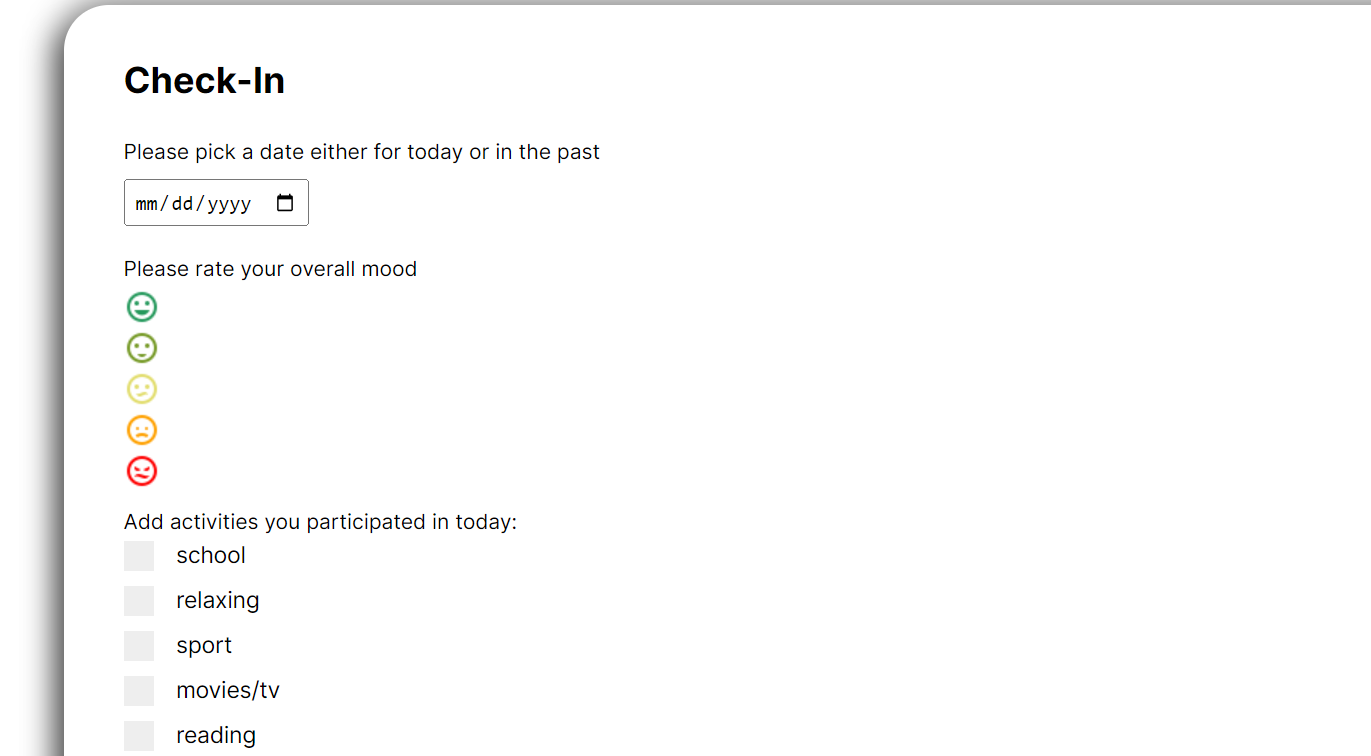 Check-In
Please pick a date either for today or in the past
mm/dd/yyyy
Please rate your overall mood
Add activities you participated in today:
school
relaxing
sport
movies/tv
reading